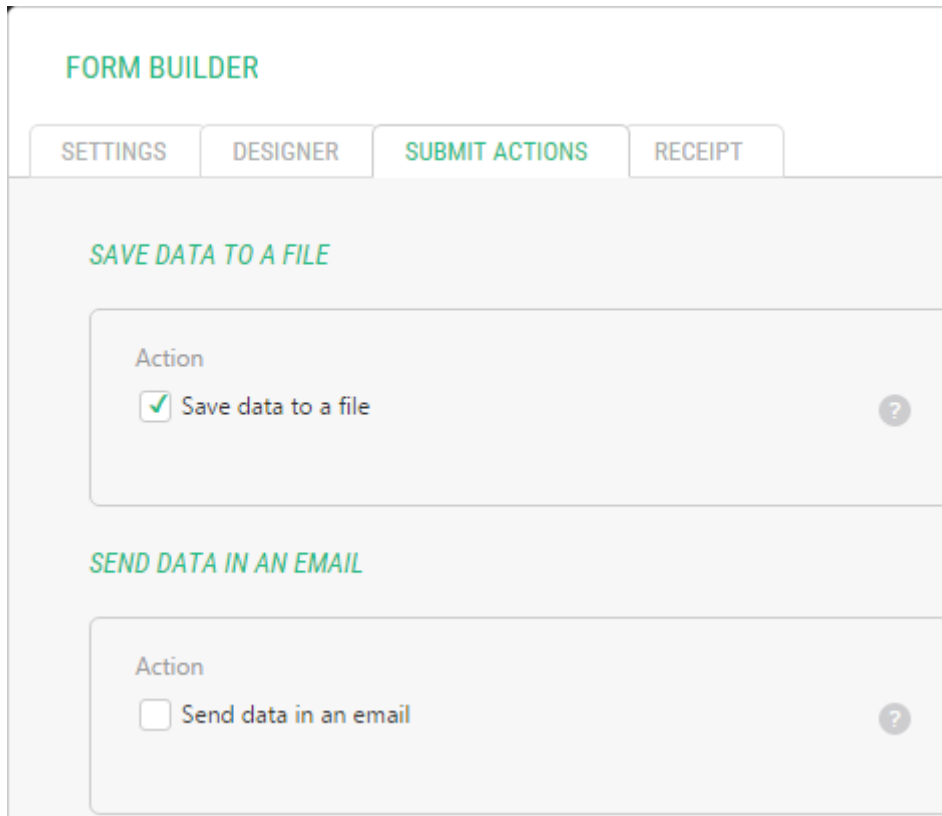 FORM BUILDER
SETTINGS DESIGNER SUBMIT ACTIONS RECEIPT
SAVE DATA TO A FILE
Action
Save data to a file
?
SEND DATA IN AN EMAIL
Action
Send data in an email
?